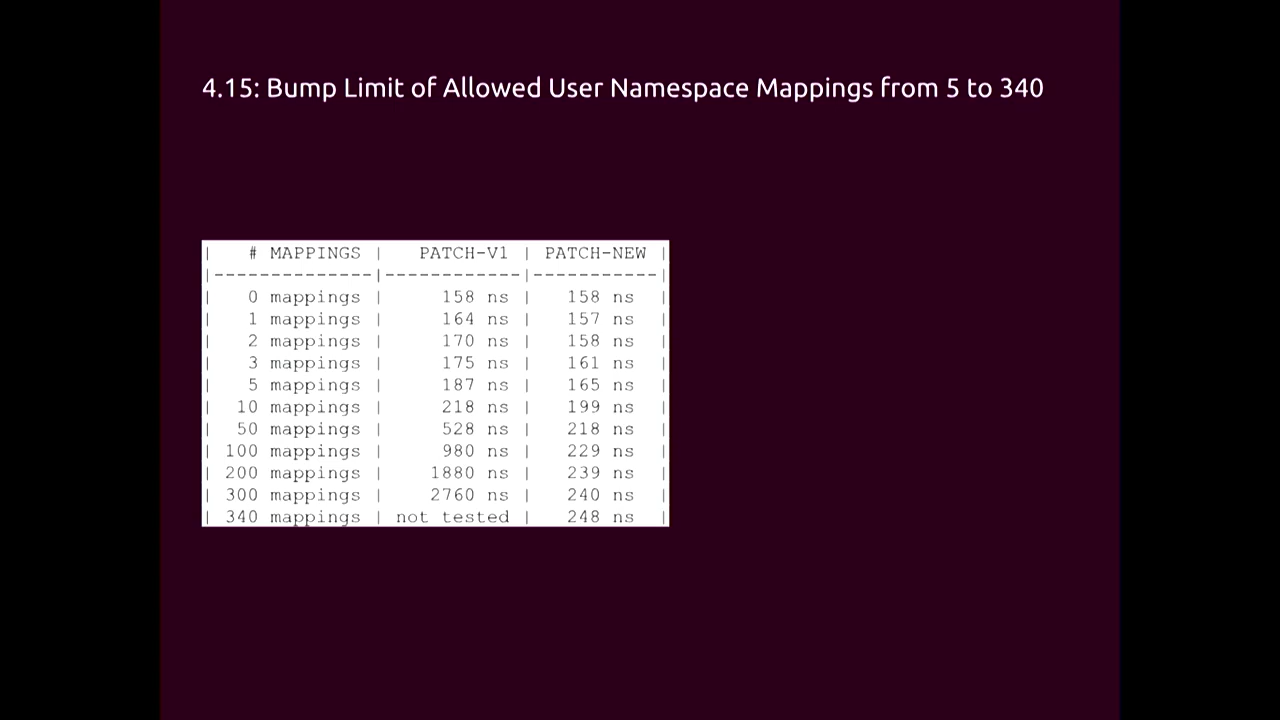 4.15: Bump Limit of Allowed User Namespace Mappings from 5 to 340
| # MAPPINGS | PATCH-V1 | PATCH-NEW |
|--------------|------------|-----------|
| 0 mappings | 158 ns | 158 ns |
| 1 mappings | 164 ns | 157 ns |
| 2 mappings | 170 ns | 158 ns |
| 3 mappings | 175 ns | 161 ns |
| 5 mappings | 187 ns | 165 ns |
| 10 mappings | 218 ns | 199 ns |
| 50 mappings | 528 ns | 218 ns |
| 100 mappings | 980 ns | 229 ns |
| 200 mappings | 1880 ns | 239 ns |
| 300 mappings | 2760 ns | 240 ns |
| 340 mappings | not tested | 248 ns |